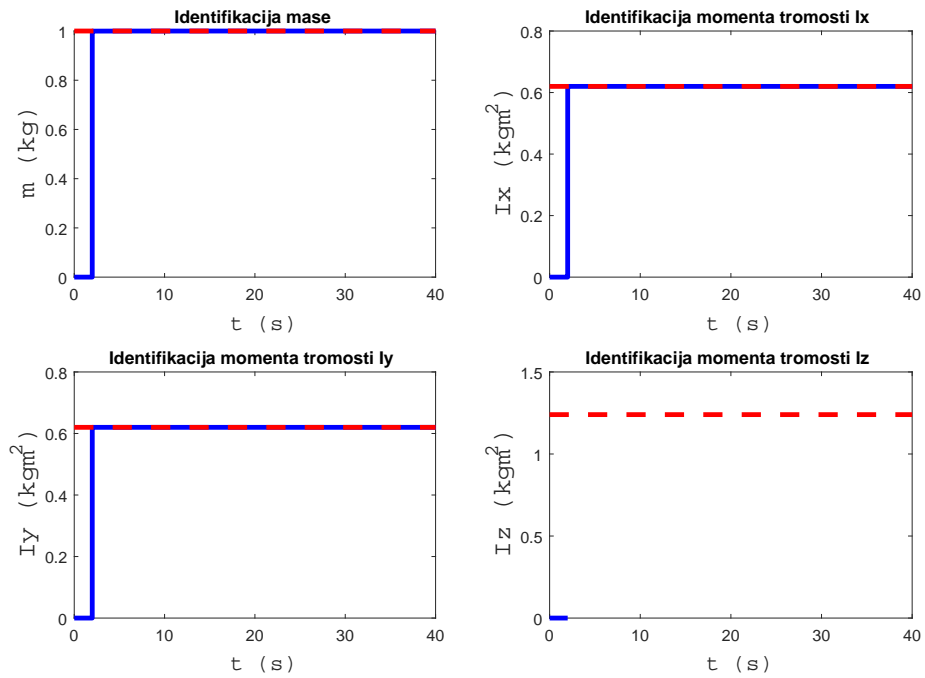 Identifikacija mase
1
0.8
0.6
0.4
0.2
0
m (kg)
0 10 20 30 40
t (s)
Identifikacija momenta tromosti Ix
0.8
0.6
0.4
0.2
0
Ix (kgm²)
0 10 20 30 40
t (s)
Identifikacija momenta tromosti Iy
0.8
0.6
0.4
0.2
0
Iy (kgm²)
0 10 20 30 40
t (s)
Identifikacija momenta tromosti Iz
1.5
1
0.5
0
Iz (kgm²)
0 10 20 30 40
t (s)